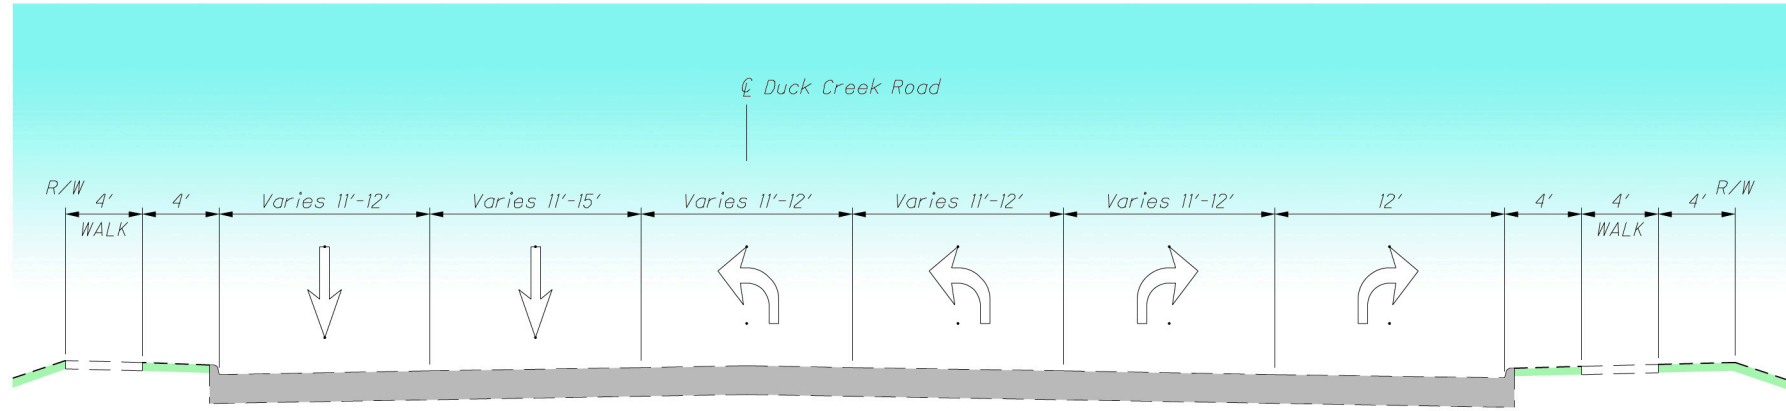 ℄ Duck Creek Road
R/W R/W
4' 4' Varies 11'-12' Varies 11'-15' Varies 11'-12' Varies 11'-12' Varies 11'-12' 12' 4' 4' 4'
WALK WALK